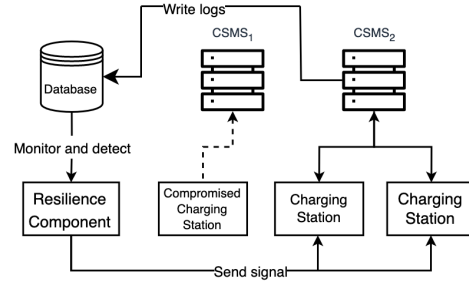 Write logs
CSMS1
CSMS2
Database
Monitor and detect
Resilience
Component
Compromised
Charging
Station
Charging
Station
Charging
Station
Send signal